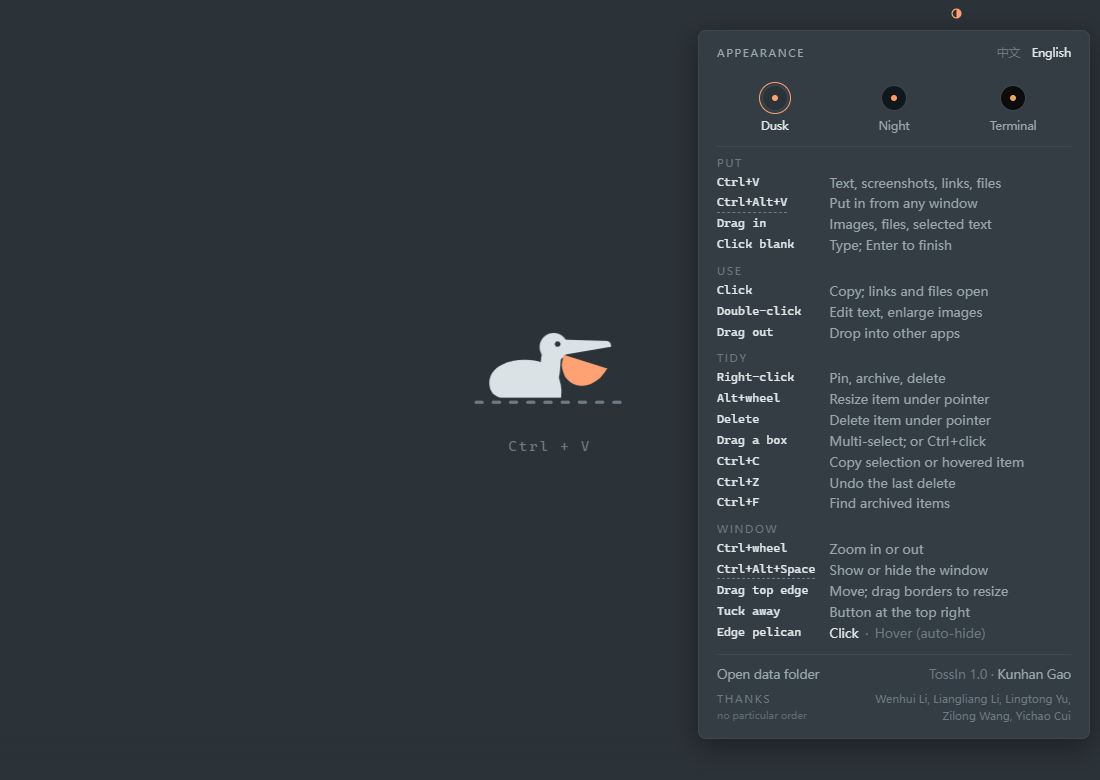 APPEARANCE 中文 English
Dusk Night Terminal
PUT
Ctrl+V Text, screenshots, links, files
Ctrl+Alt+V Put in from any window
Drag in Images, files, selected text
Click blank Type; Enter to finish
USE
Click Copy; links and files open
Double-click Edit text, enlarge images
Drag out Drop into other apps
TIDY
Right-click Pin, archive, delete
Alt+wheel Resize item under pointer
Delete Delete item under pointer
Drag a box Multi-select; or Ctrl+click
Ctrl+C Copy selection or hovered item
Ctrl+Z Undo the last delete
Ctrl+F Find archived items
WINDOW
Ctrl+wheel Zoom in or out
Ctrl+Alt+Space Show or hide the window
Drag top edge Move; drag borders to resize
Tuck away Button at the top right
Edge pelican Click · Hover (auto-hide)
Open data folder TossIn 1.0 · Kunhan Gao
THANKS Wenhui Li, Liangliang Li, Lingtong Yu,
no particular order Zilong Wang, Yichao Cui
Ctrl + V